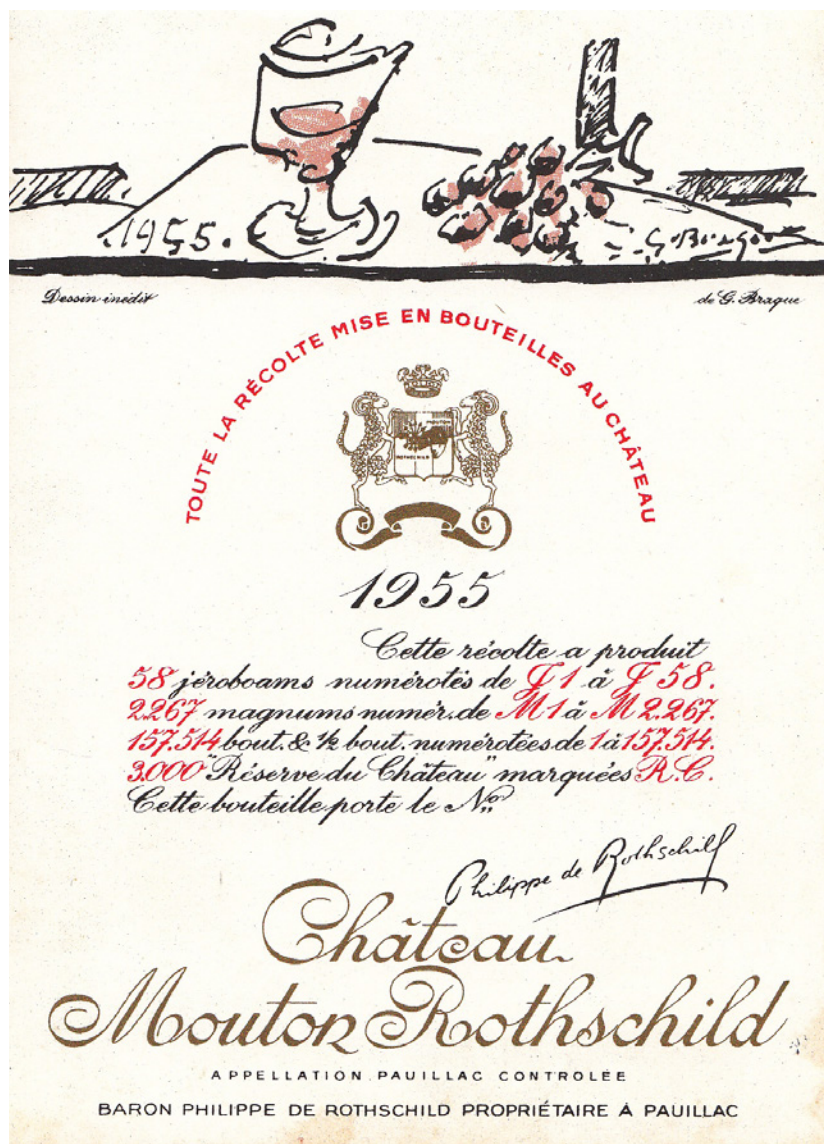 1955.
G. Braque
Dessin inédit
de G. Braque
TOUTE LA RÉCOLTE MISE EN BOUTEILLES AU CHÂTEAU
ROTHSCHILD
1955
Cette récolte a produit
58 jéroboams numérotés de J 1 à J 58.
2.267 magnums numér. de M 1 à M 2.267.
157.514 bout. & ½ bout. numérotées de 1 à 157.514.
3.000 "Réserve du Château" marquées R.C.
Cette bouteille porte le No
Philippe de Rothschild
Château
Mouton Rothschild
APPELLATION PAUILLAC CONTROLÉE
BARON PHILIPPE DE ROTHSCHILD PROPRIÉTAIRE À PAUILLAC